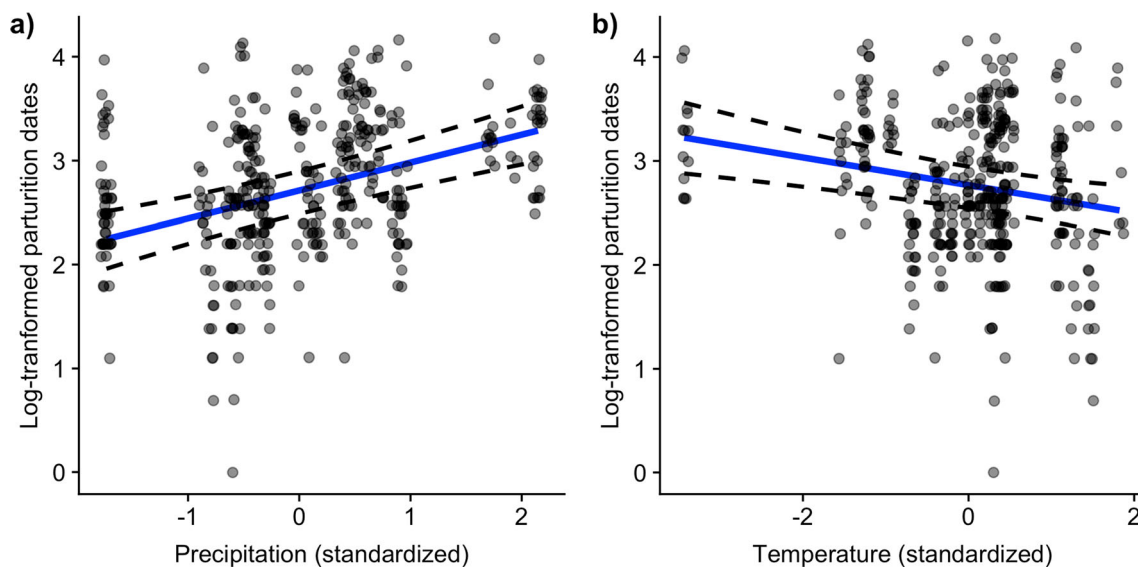 a)
Log-tranformed parturition dates
4
3
2
1
0
-1 0 1 2
Precipitation (standardized)
b)
Log-tranformed parturition dates
4
3
2
1
0
-2 0 2
Temperature (standardized)